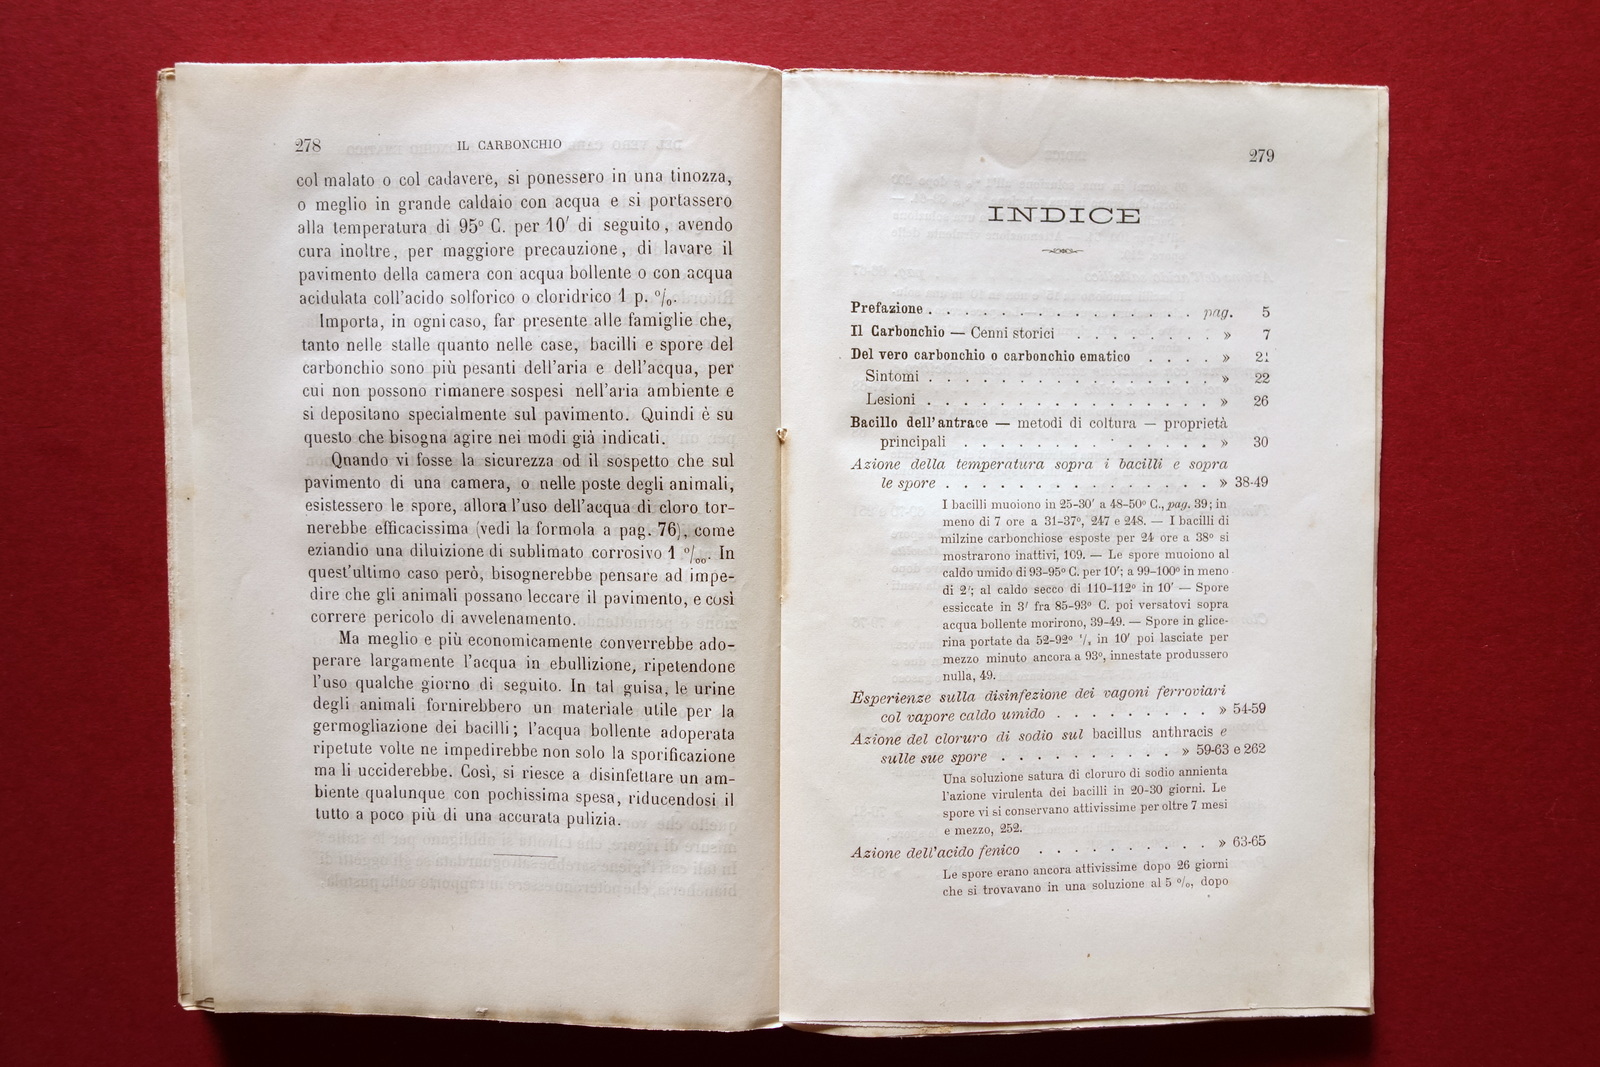 278 IL CARBONCHIO
col malato o col cadavere, si ponessero in una tinozza,
o meglio in grande caldaio con acqua e si portassero
alla temperatura di 95° C. per 10′ di seguito, avendo
cura inoltre, per maggiore precauzione, di lavare il
pavimento della camera con acqua bollente o con acqua
acidulata coll'acido solforico o cloridrico 1 p. %.
Importa, in ogni caso, far presente alle famiglie che,
tanto nelle stalle quanto nelle case, bacilli e spore del
carbonchio sono più pesanti dell'aria e dell'acqua, per
cui non possono rimanere sospesi nell'aria ambiente e
si depositano specialmente sul pavimento. Quindi è su
questo che bisogna agire nei modi già indicati.
Quando vi fosse la sicurezza od il sospetto che sul
pavimento di una camera, o nelle poste degli animali,
esistessero le spore, allora l'uso dell'acqua di cloro tor-
nerebbe efficacissima (vedi la formola a pag. 76), come
eziandio una diluizione di sublimato corrosivo 1 ‰. In
quest'ultimo caso però, bisognerebbe pensare ad impe-
dire che gli animali possano leccare il pavimento, e così
correre pericolo di avvelenamento.
Ma meglio e più economicamente converrebbe ado-
perare largamente l'acqua in ebullizione, ripetendone
l'uso qualche giorno di seguito. In tal guisa, le urine
degli animali fornirebbero un materiale utile per la
germogliazione dei bacilli; l'acqua bollente adoperata
ripetute volte ne impedirebbe non solo la sporificazione
ma li ucciderebbe. Così, si riesce a disinfettare un am-
biente qualunque con pochissima spesa, riducendosi il
tutto a poco più di una accurata pulizia.
279
INDICE
Prefazione . . . . . . . . . . . . . . . pag. 5
Il Carbonchio — Cenni storici . . . . . . . . . » 7
Del vero carbonchio o carbonchio ematico . . . . » 21
Sintomi . . . . . . . . . . . . . . . . » 22
Lesioni . . . . . . . . . . . . . . . . » 26
Bacillo dell'antrace — metodi di coltura — proprietà
principali . . . . . . . . . . . . . . » 30
Azione della temperatura sopra i bacilli e sopra
le spore . . . . . . . . . . . . . . . » 38-49
I bacilli muoiono in 25-30′ a 48-50° C., pag. 39; in
meno di 7 ore a 31-37°, 247 e 248. — I bacilli di
milzine carbonchiose esposte per 24 ore a 38° si
mostrarono inattivi, 109. — Le spore muoiono al
caldo umido di 93-95° C. per 10′; a 99-100° in meno
di 2′; al caldo secco di 110-112° in 10′ — Spore
essiccate in 3′ fra 85-93° C. poi versatovi sopra
acqua bollente morirono, 39-49. — Spore in glice-
rina portate da 52-92° in 10′ poi lasciate per
mezzo minuto ancora a 93°, innestate produssero
nulla, 49.
Esperienze sulla disinfezione dei vagoni ferroviari
col vapore caldo umido . . . . . . . . . » 54-59
Azione del cloruro di sodio sul bacillus anthracis e
sulle sue spore . . . . . . . . . . » 59-63 e 262
Una soluzione satura di cloruro di sodio annienta
l'azione virulenta dei bacilli in 20-30 giorni. Le
spore vi si conservano attivissime per oltre 7 mesi
e mezzo, 252.
Azione dell'acido fenico . . . . . . . . . . » 63-65
Le spore erano ancora attivissime dopo 26 giorni
che si trovavano in una soluzione al 5 %, dopo